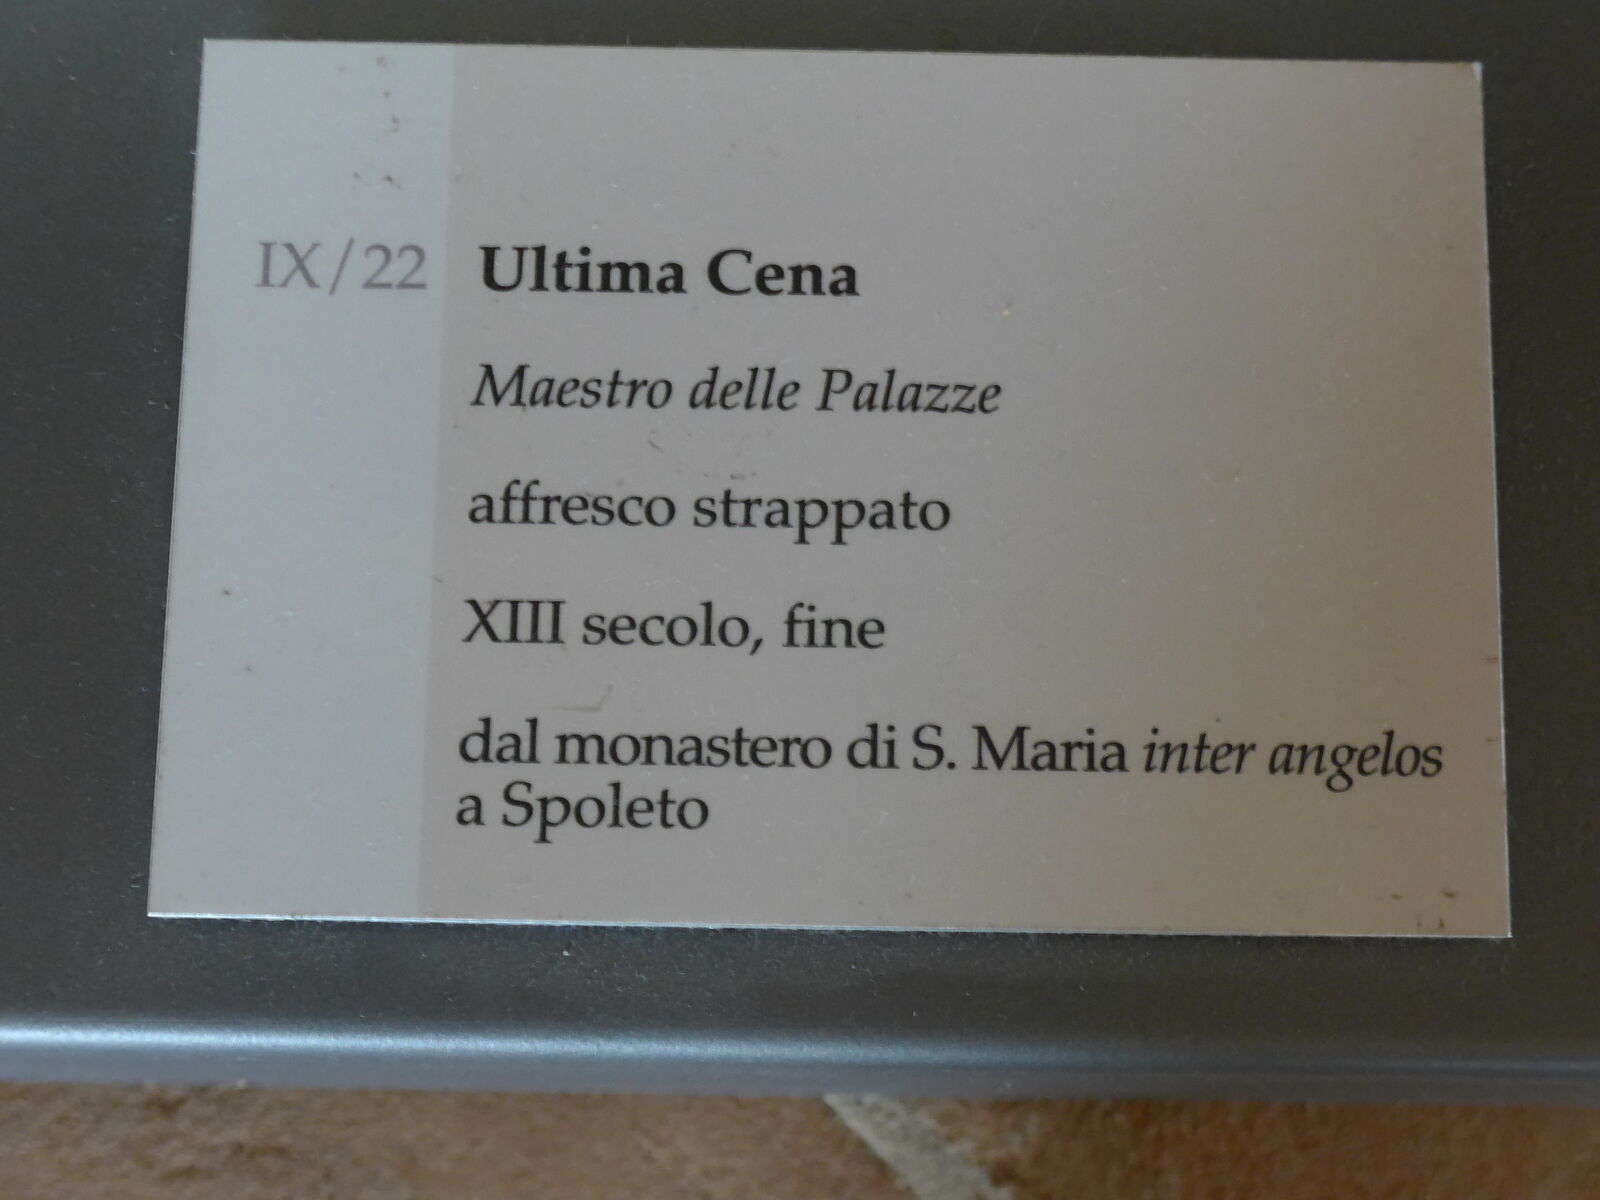 IX/22 Ultima Cena
Maestro delle Palazze
affresco strappato
XIII secolo, fine
dal monastero di S. Maria inter angelos
a Spoleto